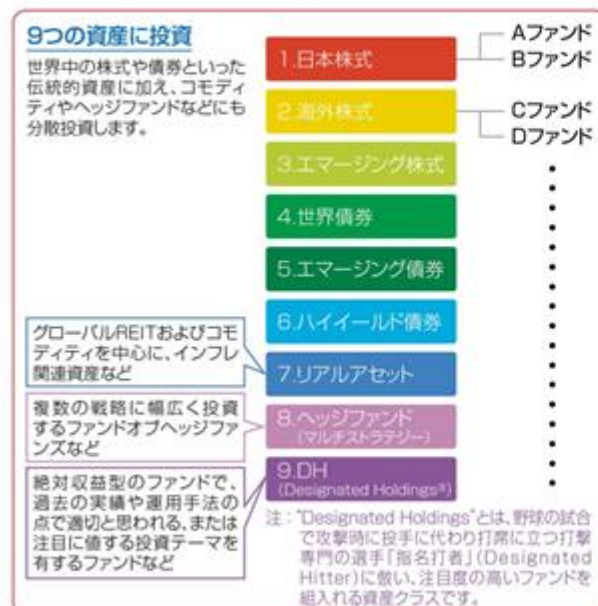 9つの資産に投資
世界中の株式や債券といった
伝統的資産に加え、コモディ
ティやヘッジファンドなどにも
分散投資します。
1.日本株式
Aファンド
Bファンド
2.海外株式
Cファンド
Dファンド
3.エマージング株式
4.世界債券
5.エマージング債券
6.ハイイールド債券
グローバルREITおよびコモ
ディティを中心に、インフレ
関連資産など
7.リアルアセット
複数の戦略に幅広く投資
するファンドオブヘッジファ
ンズなど
8.ヘッジファンド
(マルチストラテジー)
絶対収益型のファンドで、
過去の実績や運用手法の
点で適切と思われる、または
注目に値する投資テーマを
有するファンドなど
9.DH
(Designated Holdings®)
注："Designated Holdings"とは、野球の試合
で攻撃時に投手に代わり打席に立つ打撃
専門の選手「指名打者」(Designated
Hitter)に倣い、注目度の高いファンドを
組入れる資産クラスです。